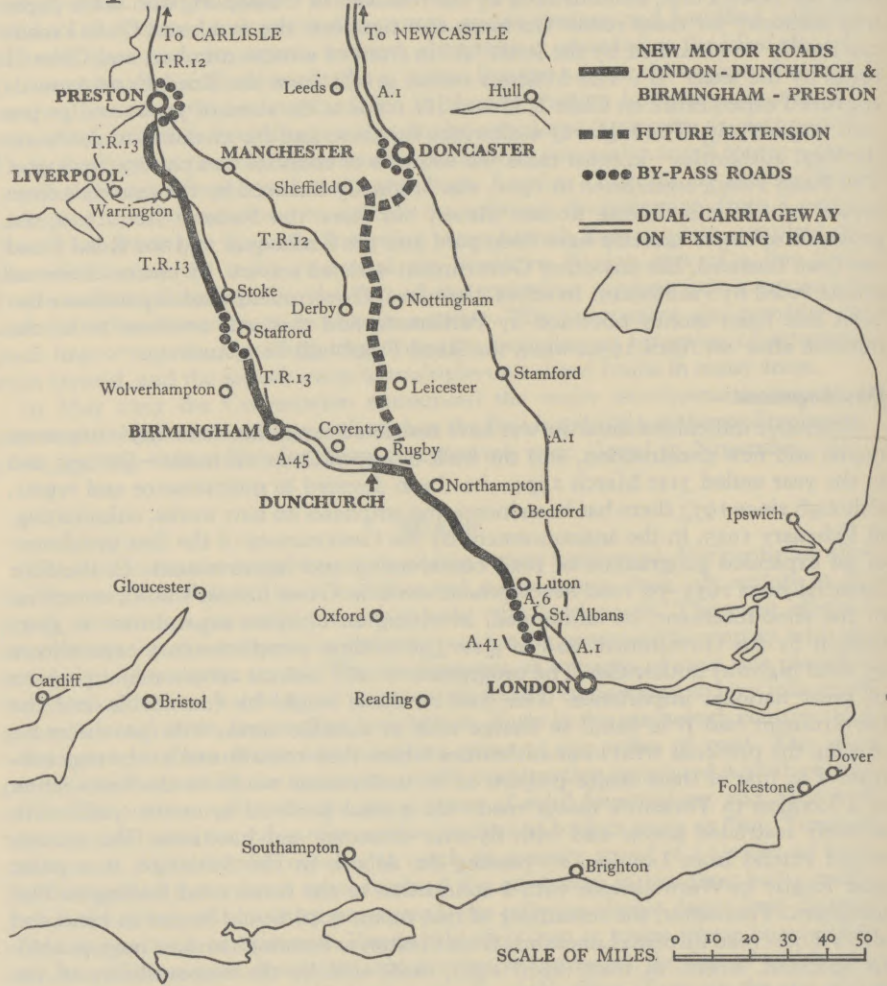 To CARLISLE
To NEWCASTLE
T.R.12
Leeds
A.1
Hull
NEW MOTOR ROADS
LONDON-DUNCHURCH &
BIRMINGHAM - PRESTON
PRESTON
T.R.13
MANCHESTER
DONCASTER
FUTURE EXTENSION
LIVERPOOL
Sheffield
BY-PASS ROADS
Warrington
DUAL CARRIAGEWAY
ON EXISTING ROAD
T.R.12
T.R.13
Stoke
Derby
Nottingham
Stafford
T.R.13
Stamford
Wolverhampton
Leicester
BIRMINGHAM
Coventry
A.1
Rugby
A.45
DUNCHURCH
Northampton
Bedford
Ipswich
Luton
Gloucester
A.6
Oxford
St. Albans
A.41
A.1
Cardiff
LONDON
Bristol
Reading
Dover
Folkestone
Southampton
Brighton
SCALE OF MILES
0 10 20 30 40 50